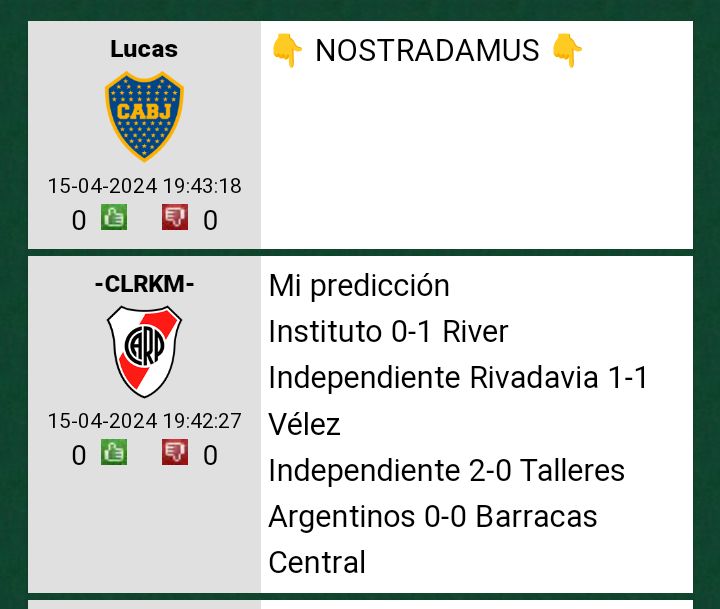 Lucas
👇 NOSTRADAMUS 👇
CABJ
15-04-2024 19:43:18
0 0
-CLRKM-
Mi predicción
Instituto 0-1 River
Independiente Rivadavia 1-1
Vélez
Independiente 2-0 Talleres
Argentinos 0-0 Barracas
Central
CARP
15-04-2024 19:42:27
0 0